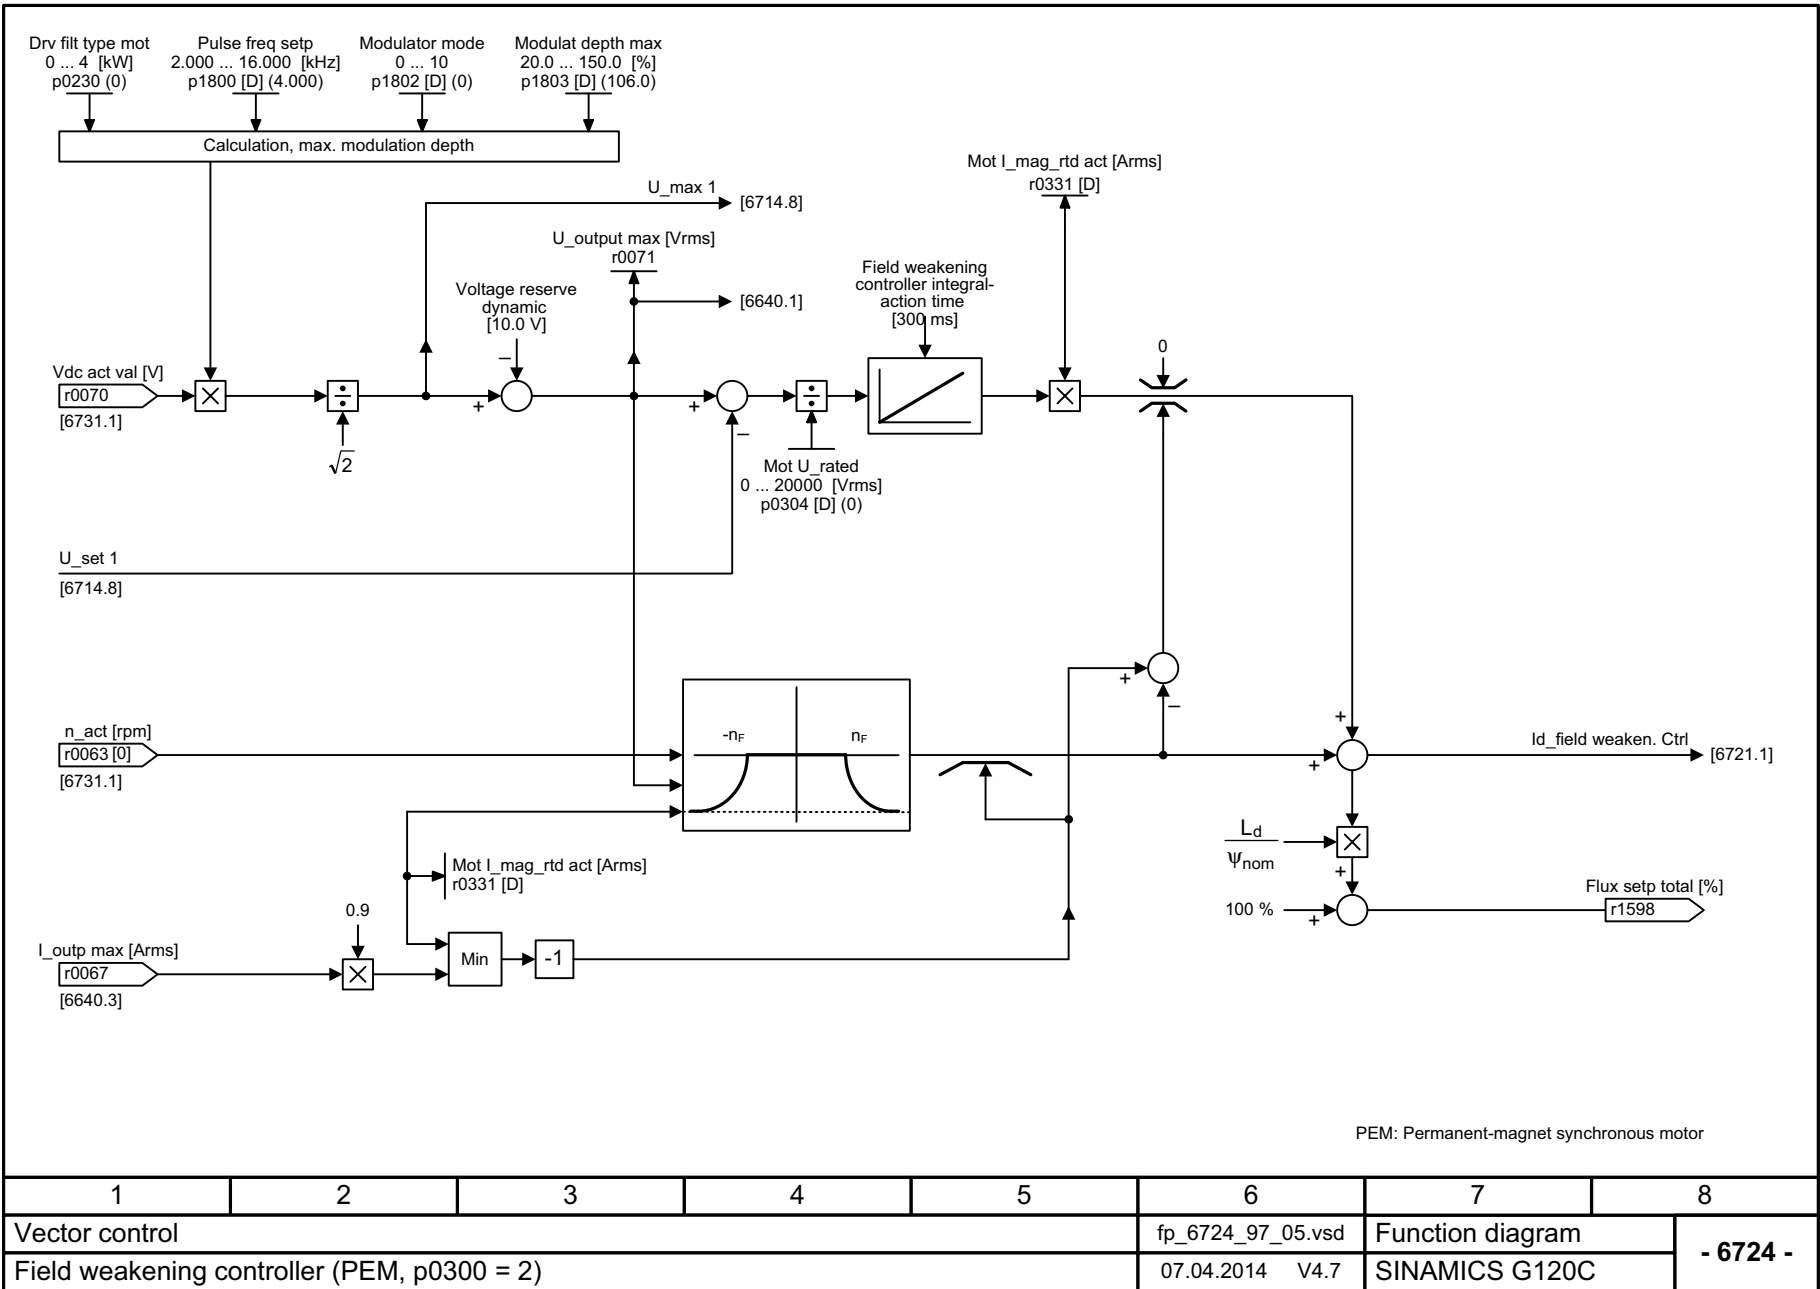 Drv filt type mot
0 ... 4 [kW]
p0230 (0)
Pulse freq setp
2.000 ... 16.000 [kHz]
p1800 [D] (4.000)
Modulator mode
0 ... 10
p1802 [D] (0)
Modulat depth max
20.0 ... 150.0 [%]
p1803 [D] (106.0)
Calculation, max. modulation depth
U_max 1
[6714.8]
Mot I_mag_rtd act [Arms]
r0331 [D]
U_output max [Vrms]
r0071
[6640.1]
Voltage reserve
dynamic
[10.0 V]
Field weakening
controller integral-
action time
[300 ms]
0
Vdc act val [V]
r0070
[6731.1]
×
÷
√2
–
+
+
–
÷
×
Mot U_rated
0 ... 20000 [Vrms]
p0304 [D] (0)
U_set 1
[6714.8]
+
–
n_act [rpm]
r0063 [0]
[6731.1]
-nF
nF
+
+
Id_field weaken. Ctrl
[6721.1]
Ld
ψnom
×
+
100 %
+
Flux setp total [%]
r1598
Mot I_mag_rtd act [Arms]
r0331 [D]
0.9
I_outp max [Arms]
r0067
[6640.3]
×
Min
-1
PEM: Permanent-magnet synchronous motor
1 2 3 4 5 6 7 8
Vector control
fp_6724_97_05.vsd
Function diagram
- 6724 -
Field weakening controller (PEM, p0300 = 2)
07.04.2014 V4.7
SINAMICS G120C